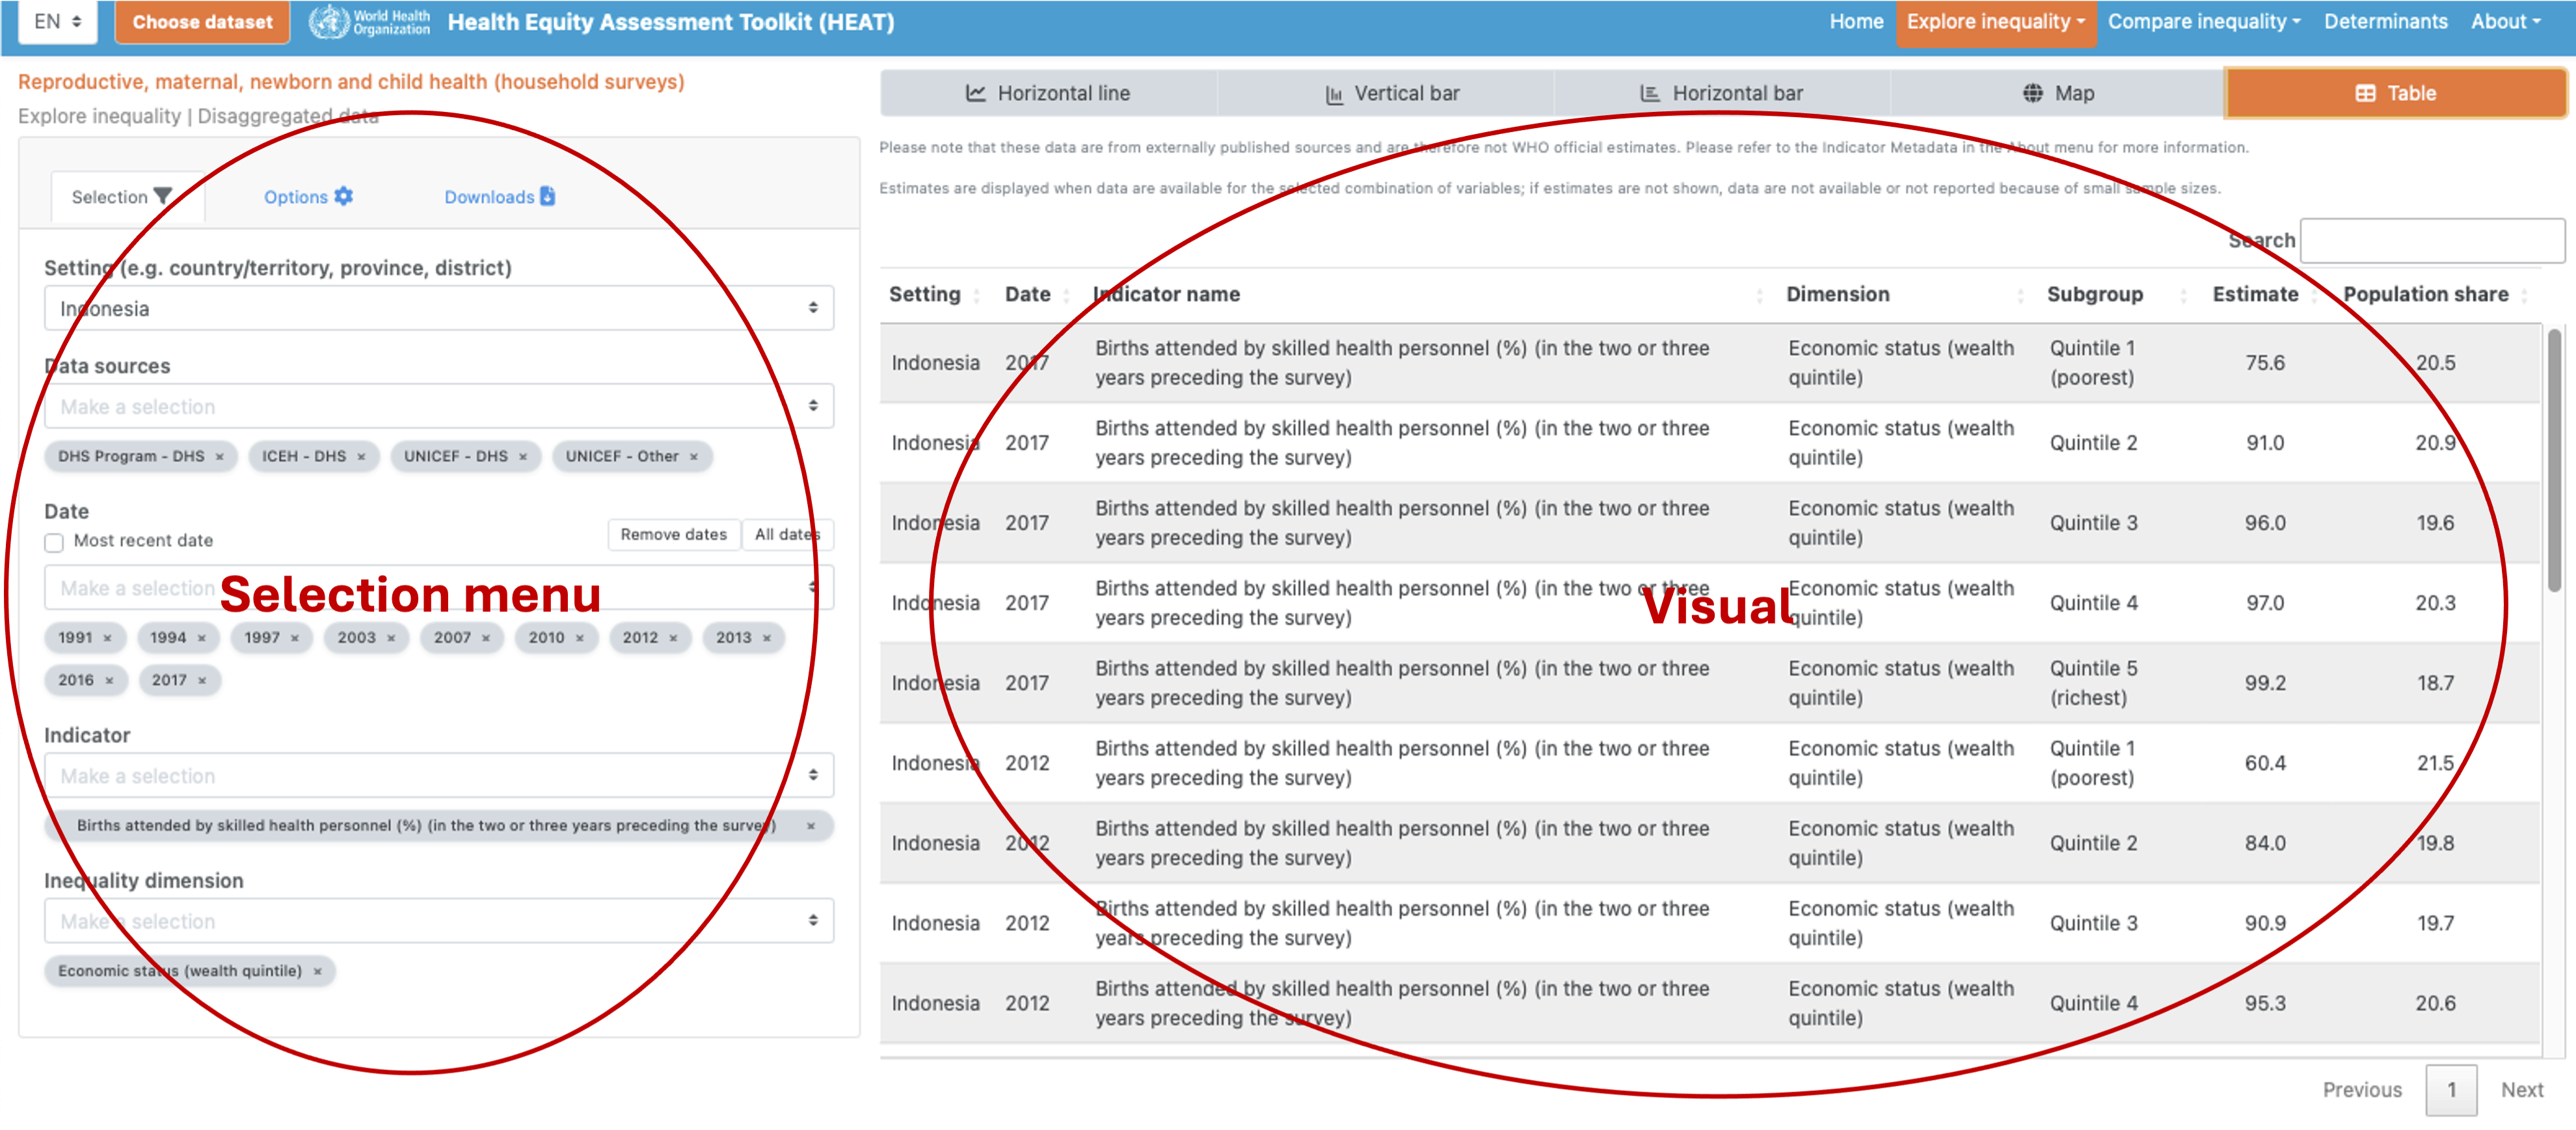 EN
Choose dataset
World Health
Organization
Health Equity Assessment Toolkit (HEAT)
Home
Explore inequality
Compare inequality
Determinants
About
Reproductive, maternal, newborn and child health (household surveys)
Explore inequality | Disaggregated data
Selection
Options
Downloads
Setting (e.g. country/territory, province, district)
Indonesia
Data sources
Make a selection
DHS Program - DHS ×
ICEH - DHS ×
UNICEF - DHS ×
UNICEF - Other ×
Date
Most recent date
Remove dates
All dates
Make a selection
Selection menu
1991 ×
1994 ×
1997 ×
2003 ×
2007 ×
2010 ×
2012 ×
2013 ×
2016 ×
2017 ×
Indicator
Make a selection
Births attended by skilled health personnel (%) (in the two or three years preceding the survey) ×
Inequality dimension
Make a selection
Economic status (wealth quintile) ×
Horizontal line
Vertical bar
Horizontal bar
Map
Table
Please note that these data are from externally published sources and are therefore not WHO official estimates. Please refer to the Indicator Metadata in the About menu for more information.
Estimates are displayed when data are available for the selected combination of variables; if estimates are not shown, data are not available or not reported because of small sample sizes.
Search
Setting Date Indicator name Dimension Subgroup Estimate Population share
Indonesia 2017 Births attended by skilled health personnel (%) (in the two or three years preceding the survey) Economic status (wealth quintile) Quintile 1 (poorest) 75.6 20.5
Indonesia 2017 Births attended by skilled health personnel (%) (in the two or three years preceding the survey) Economic status (wealth quintile) Quintile 2 91.0 20.9
Indonesia 2017 Births attended by skilled health personnel (%) (in the two or three years preceding the survey) Economic status (wealth quintile) Quintile 3 96.0 19.6
Indonesia 2017 Births attended by skilled health personnel (%) (in the two or three years preceding the survey) Economic status (wealth quintile) Quintile 4 97.0 20.3
Visual
Indonesia 2017 Births attended by skilled health personnel (%) (in the two or three years preceding the survey) Economic status (wealth quintile) Quintile 5 (richest) 99.2 18.7
Indonesia 2012 Births attended by skilled health personnel (%) (in the two or three years preceding the survey) Economic status (wealth quintile) Quintile 1 (poorest) 60.4 21.5
Indonesia 2012 Births attended by skilled health personnel (%) (in the two or three years preceding the survey) Economic status (wealth quintile) Quintile 2 84.0 19.8
Indonesia 2012 Births attended by skilled health personnel (%) (in the two or three years preceding the survey) Economic status (wealth quintile) Quintile 3 90.9 19.7
Indonesia 2012 Births attended by skilled health personnel (%) (in the two or three years preceding the survey) Economic status (wealth quintile) Quintile 4 95.3 20.6
Previous 1 Next